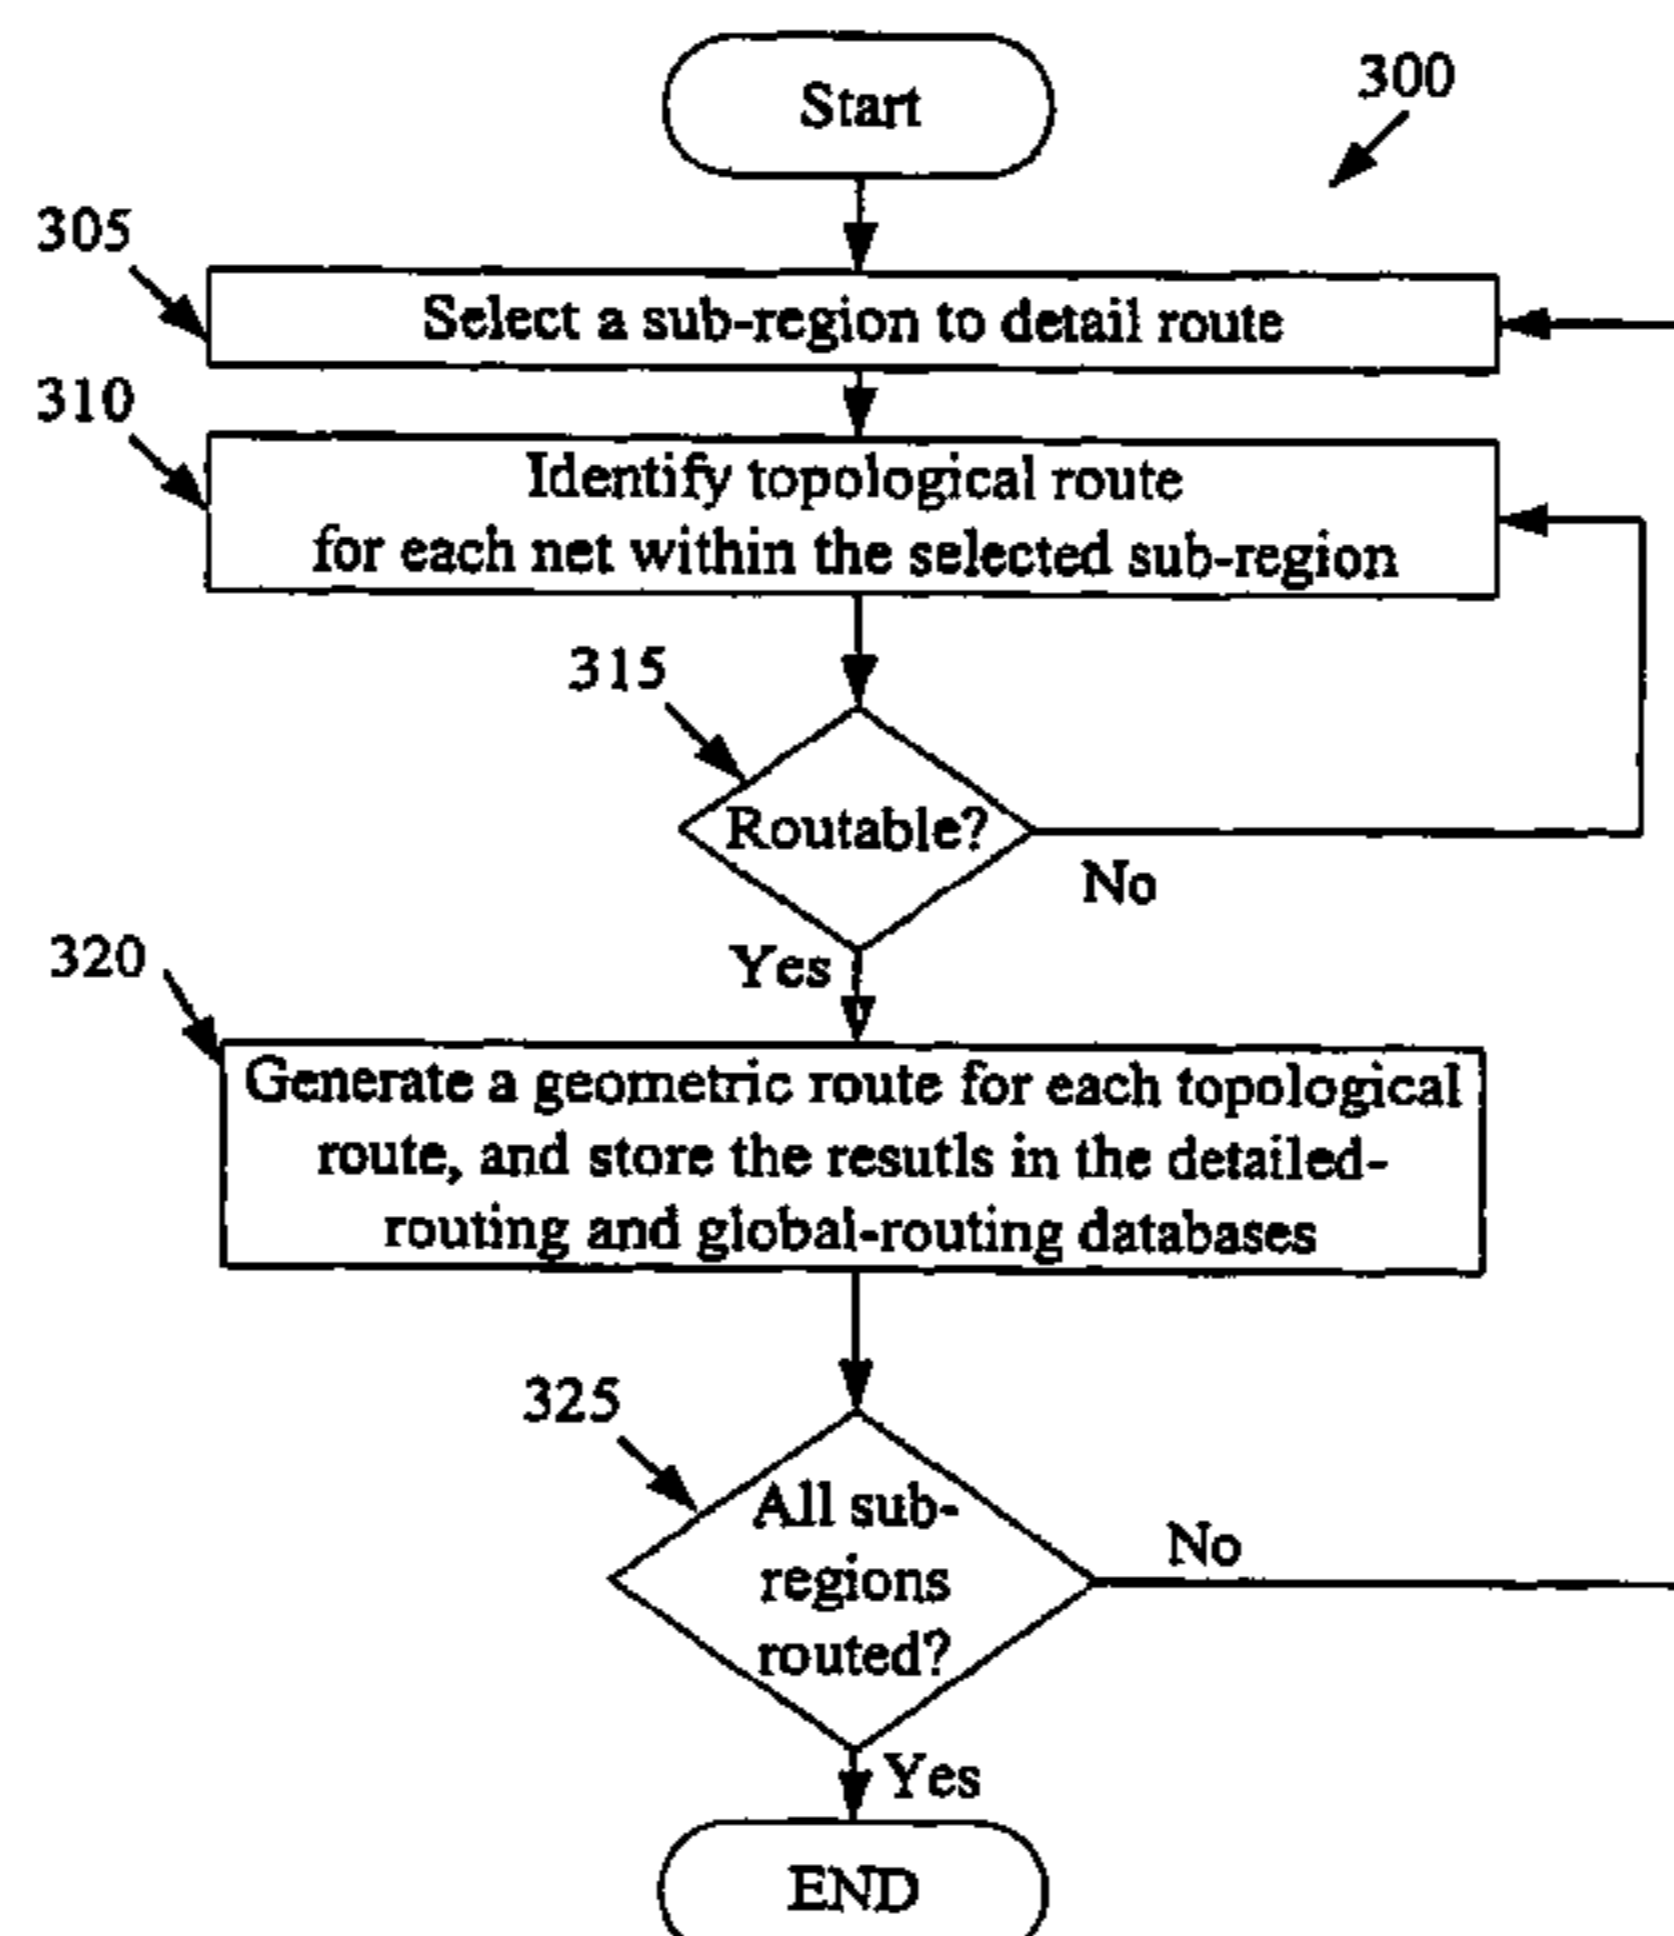 Start
300
305
Select a sub-region to detail route
310
Identify topological route
for each net within the selected sub-region
315
Routable?
No
Yes
320
Generate a geometric route for each topological
route, and store the resutls in the detailed-
routing and global-routing databases
325
All sub-
regions
routed?
No
Yes
END